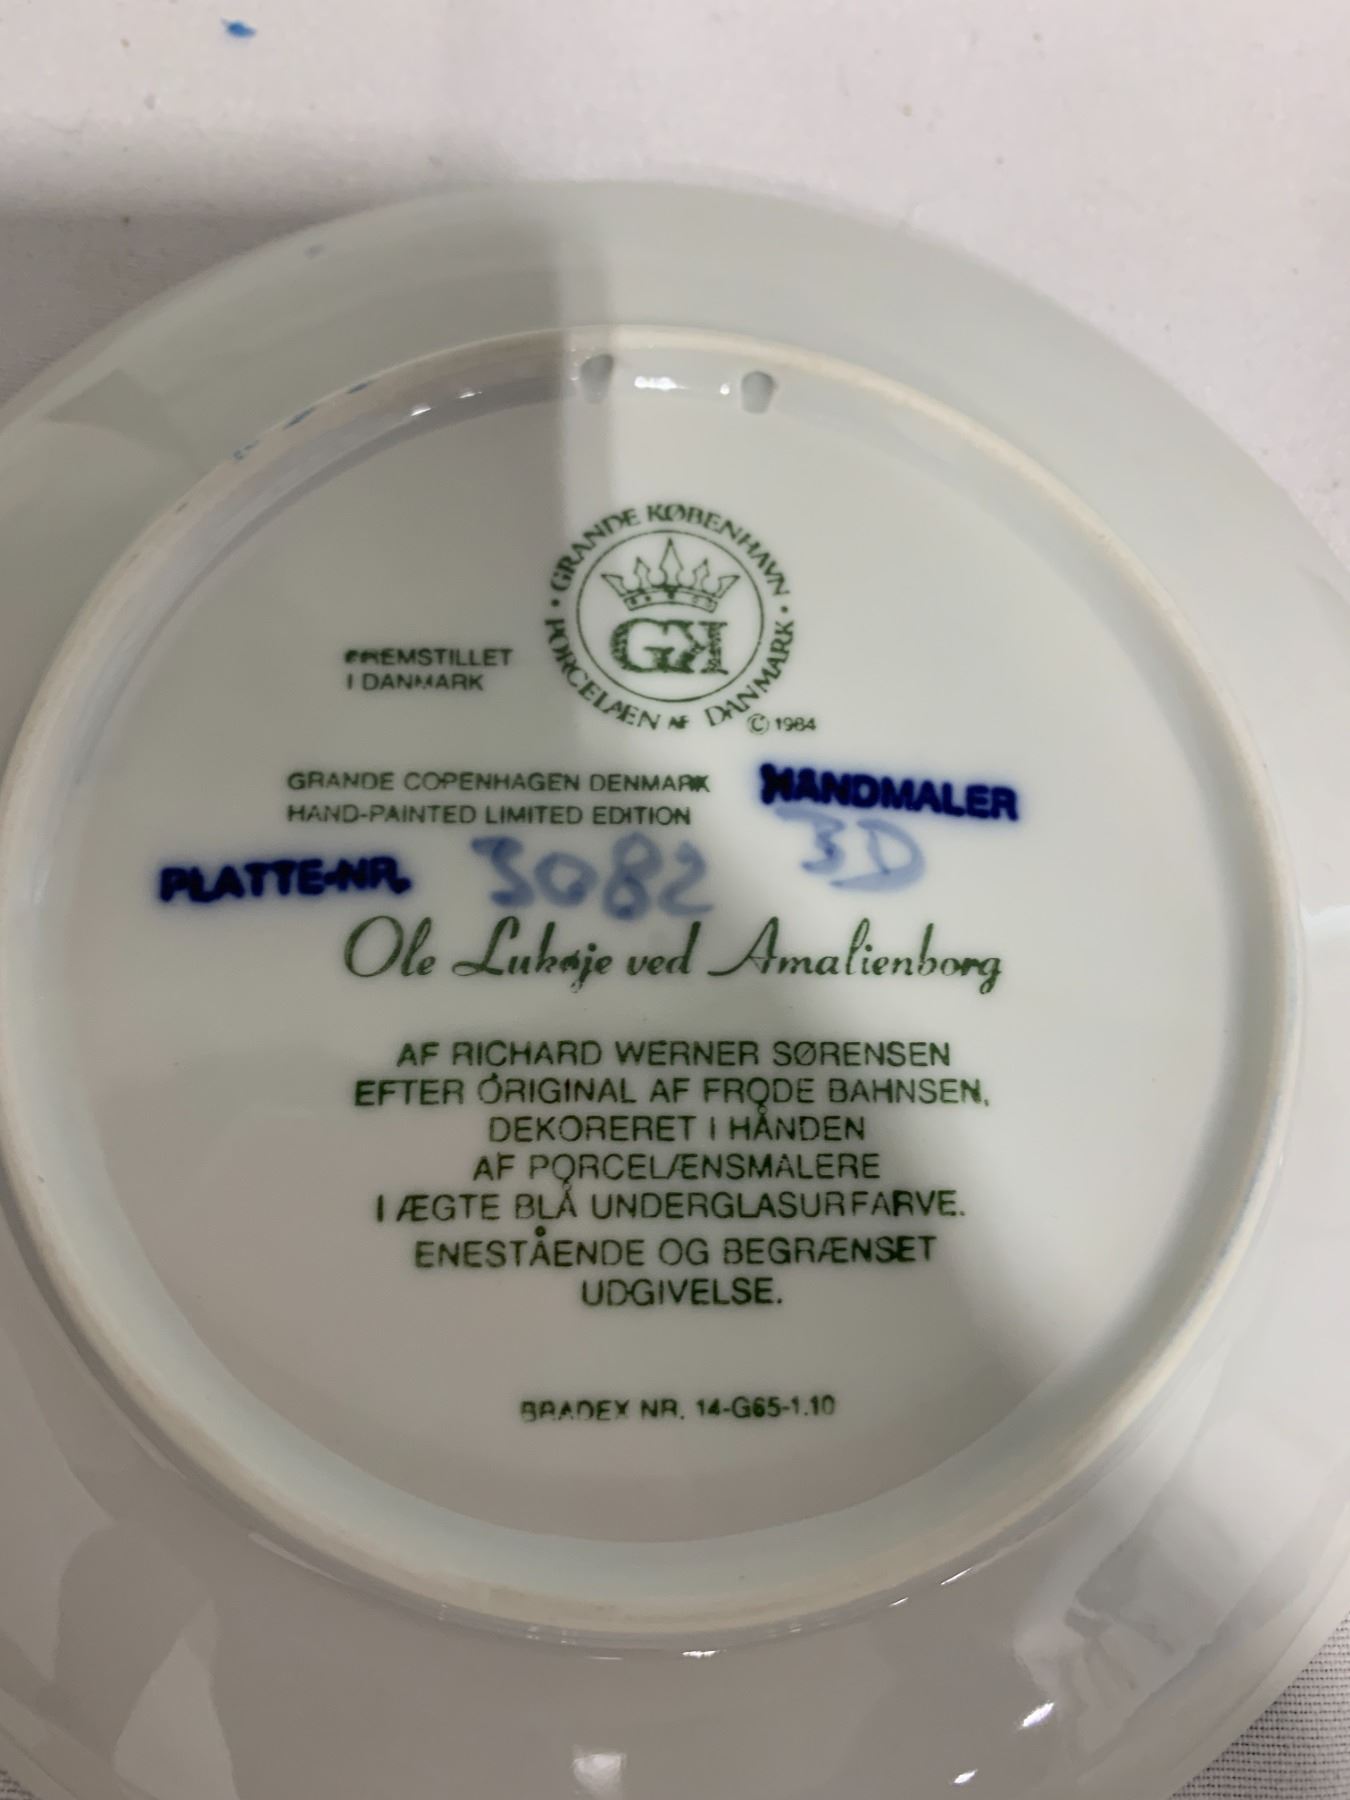 GRANDE KØBENHAVN
GK
PORCELÆN AF DANMARK
© 1984
FREMSTILLET
I DANMARK
GRANDE COPENHAGEN DENMARK
HAND-PAINTED LIMITED EDITION
HANDMALER
3D
PLATTE-NR. 3082
Ole Lukøje ved Amalienborg
AF RICHARD WERNER SØRENSEN
EFTER ORIGINAL AF FRODE BAHNSEN,
DEKORERET I HÅNDEN
AF PORCELÆNSMALERE
I ÆGTE BLÅ UNDERGLASURFARVE.
ENESTÅENDE OG BEGRÆNSET
UDGIVELSE.
BRADEX NR. 14-G65-1.10